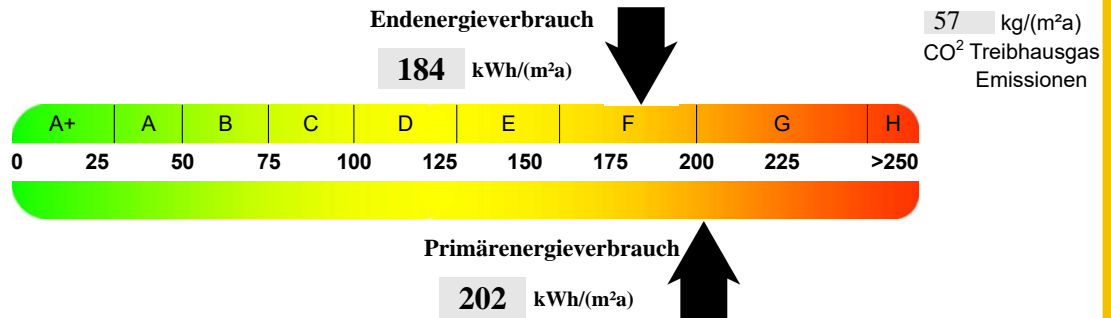 Endenergieverbrauch
184 kWh/(m²a)
57 kg/(m²a)
CO² Treibhausgas
Emissionen
A+ A B C D E F G H
0 25 50 75 100 125 150 175 200 225 >250
Primärenergieverbrauch
202 kWh/(m²a)